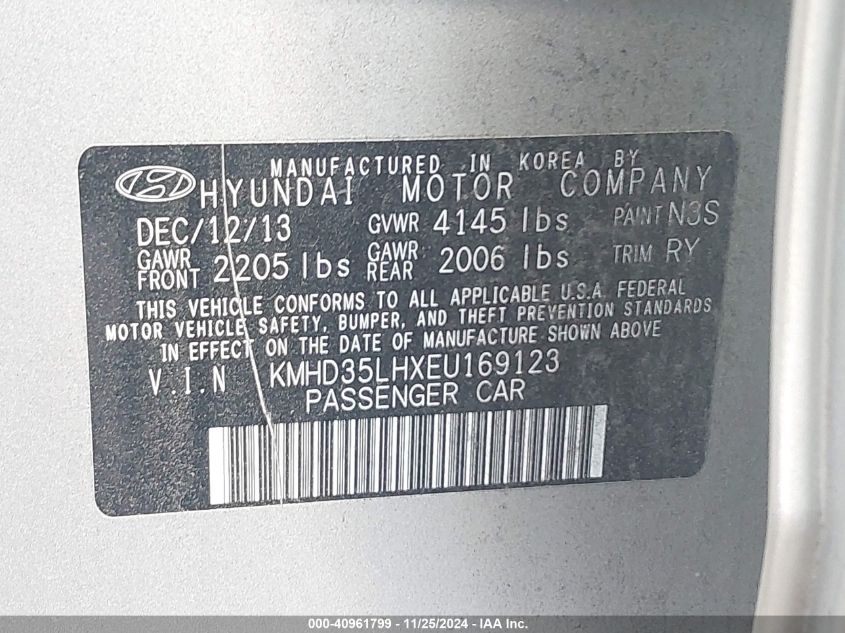 MANUFACTURED IN KOREA BY
HYUNDAI MOTOR COMPANY
DEC/12/13 GVWR 4145 lbs PAINT N3S
GAWR FRONT 2205 lbs GAWR REAR 2006 lbs TRIM RY
THIS VEHICLE CONFORMS TO ALL APPLICABLE U.S.A. FEDERAL
MOTOR VEHICLE SAFETY, BUMPER, AND THEFT PREVENTION STANDARDS
IN EFFECT ON THE DATE OF MANUFACTURE SHOWN ABOVE
V.I.N KMHD35LHXEU169123
PASSENGER CAR
000-40961799 - 11/25/2024 - IAA Inc.